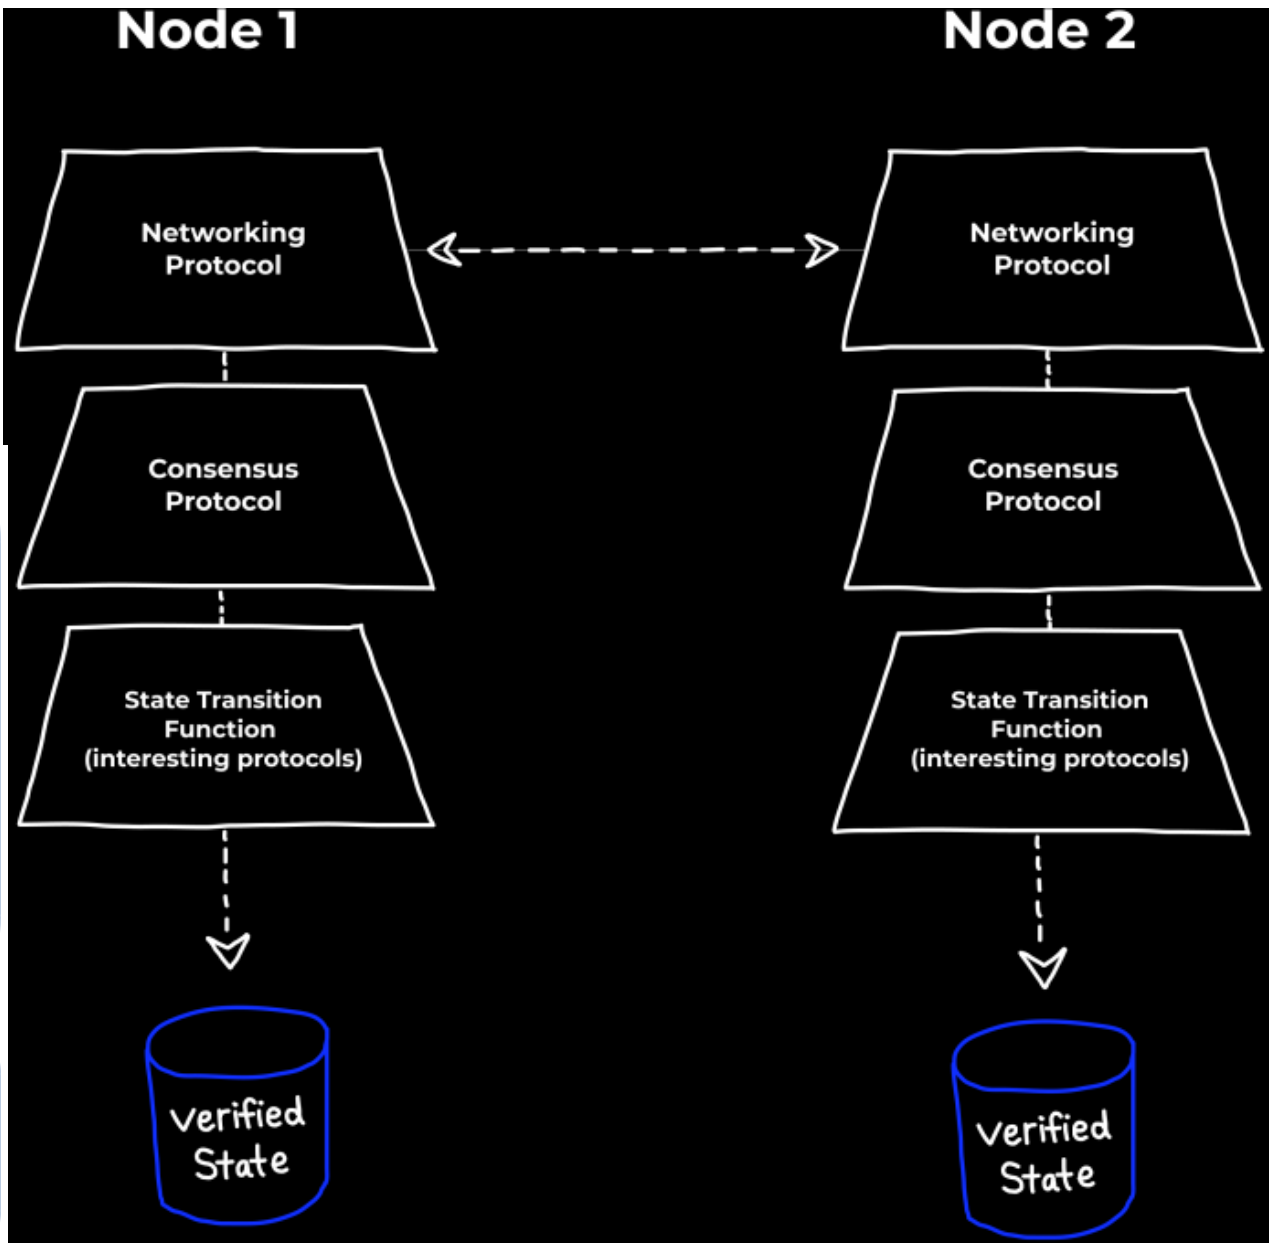 Node 1
Node 2
Networking
Protocol
Networking
Protocol
Consensus
Protocol
Consensus
Protocol
State Transition
Function
(interesting protocols)
State Transition
Function
(interesting protocols)
Verified
State
Verified
State